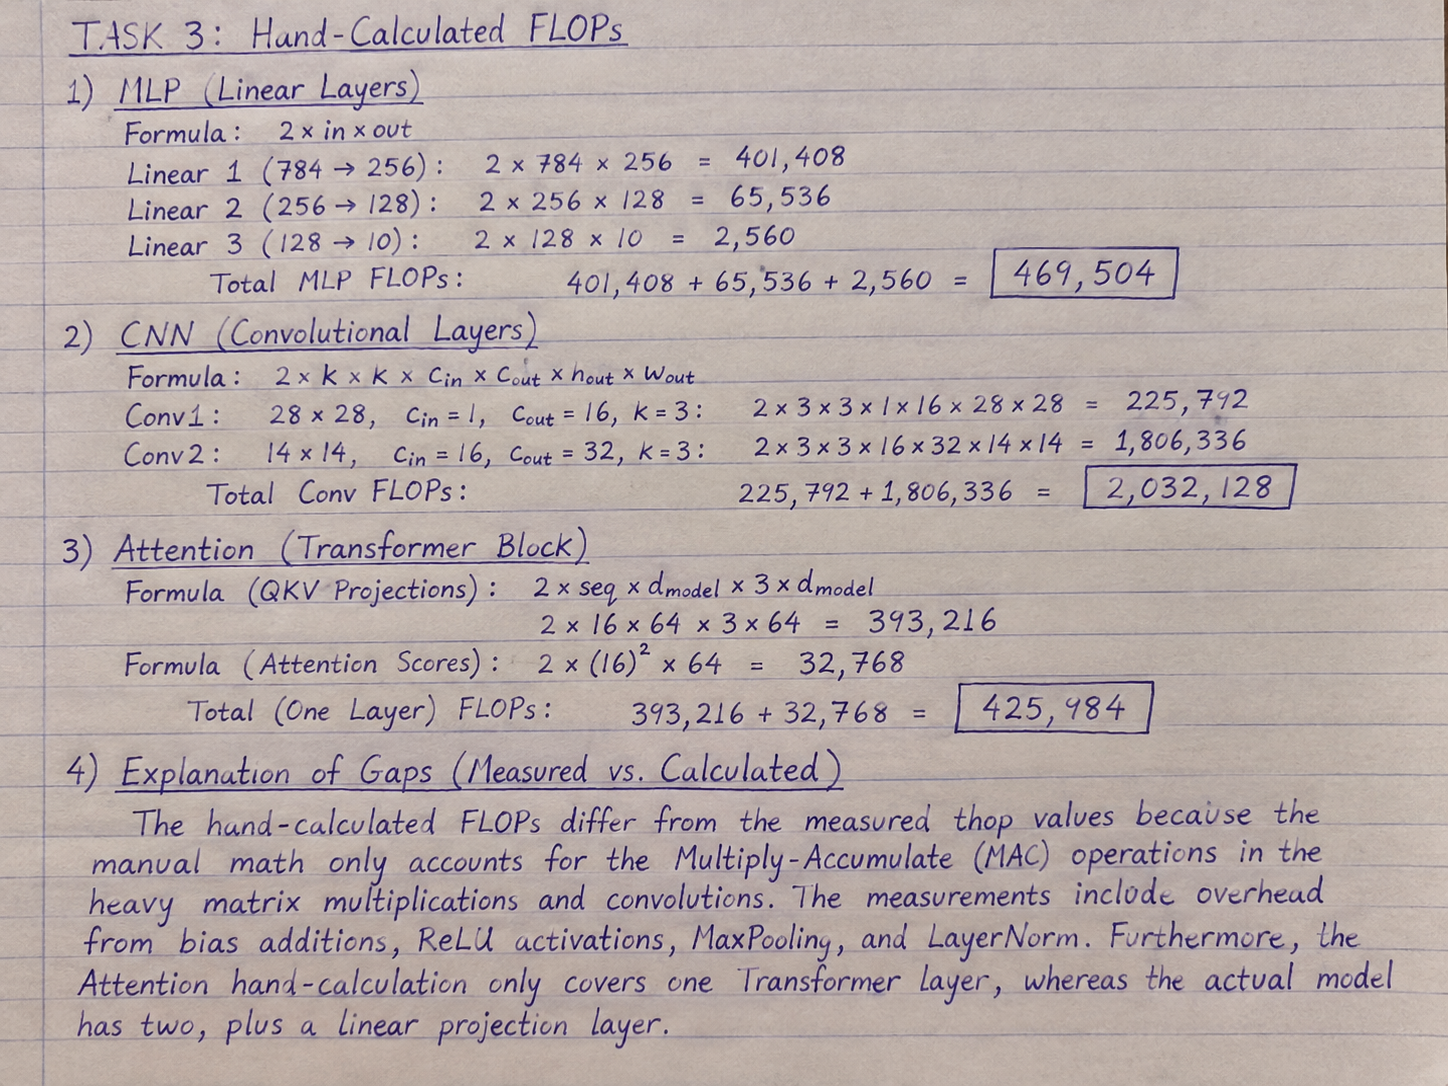 TASK 3: Hand-Calculated FLOPs
1) MLP (Linear Layers)
Formula: 2 × in × out
Linear 1 (784 → 256): 2 × 784 × 256 = 401,408
Linear 2 (256 → 128): 2 × 256 × 128 = 65,536
Linear 3 (128 → 10): 2 × 128 × 10 = 2,560
Total MLP FLOPs: 401,408 + 65,536 + 2,560 = 469,504
2) CNN (Convolutional Layers)
Formula: 2 × k × k × Cin × Cout × hout × wout
Conv1: 28 × 28, Cin = 1, Cout = 16, k = 3: 2 × 3 × 3 × 1 × 16 × 28 × 28 = 225,792
Conv2: 14 × 14, Cin = 16, Cout = 32, k = 3: 2 × 3 × 3 × 16 × 32 × 14 × 14 = 1,806,336
Total Conv FLOPs: 225,792 + 1,806,336 = 2,032,128
3) Attention (Transformer Block)
Formula (QKV Projections): 2 × seq × dmodel × 3 × dmodel
2 × 16 × 64 × 3 × 64 = 393,216
Formula (Attention Scores): 2 × (16)² × 64 = 32,768
Total (One Layer) FLOPs: 393,216 + 32,768 = 425,984
4) Explanation of Gaps (Measured vs. Calculated)
The hand-calculated FLOPs differ from the measured thop values because the
manual math only accounts for the Multiply-Accumulate (MAC) operations in the
heavy matrix multiplications and convolutions. The measurements include overhead
from bias additions, ReLU activations, MaxPooling, and LayerNorm. Furthermore, the
Attention hand-calculation only covers one Transformer layer, whereas the actual model
has two, plus a linear projection layer.